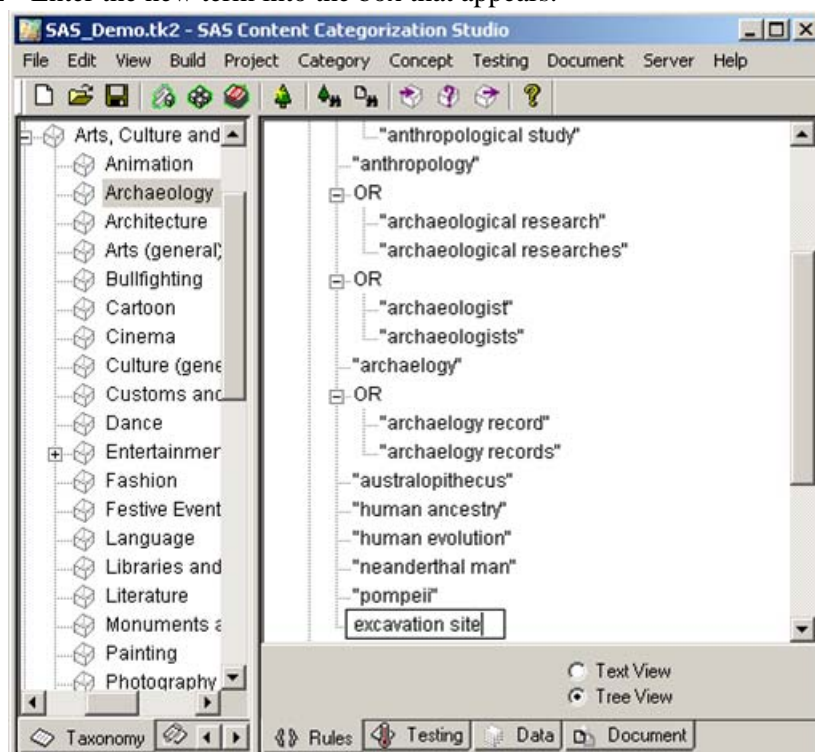 Enter the new term into the box that appears.
SAS_Demo.tk2 - SAS Content Categorization Studio
File Edit View Build Project Category Concept Testing Document Server Help
Arts, Culture and
Animation
Archaeology
Architecture
Arts (general)
Bullfighting
Cartoon
Cinema
Culture (gene
Customs and
Dance
Entertainmer
Fashion
Festive Event
Language
Libraries and
Literature
Monuments a
Painting
Photography
Taxonomy
"anthropological study"
"anthropology"
OR
"archaeological research"
"archaeological researches"
OR
"archaeologist"
"archaeologists"
"archaelogy"
OR
"archaelogy record"
"archaelogy records"
"australopithecus"
"human ancestry"
"human evolution"
"neanderthal man"
"pompeii"
excavation site
Text View
Tree View
Rules Testing Data Document